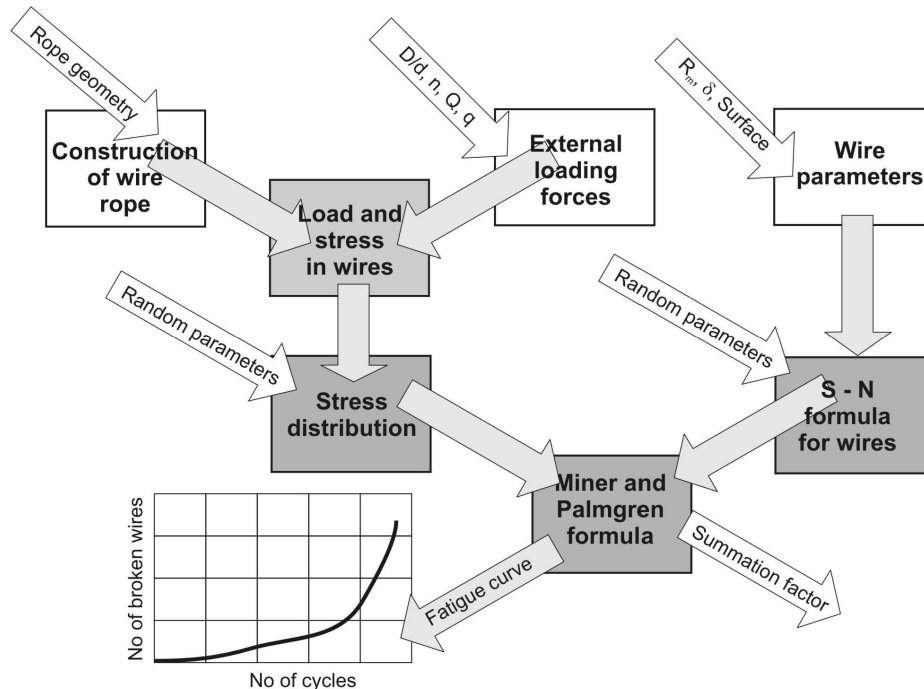 Rope geometry
D/d, n, Q, q
Rm, δ, Surface
Construction
of wire
rope
External
loading
forces
Wire
parameters
Load and
stress
in wires
Random parameters
Random parameters
Stress
distribution
S - N
formula
for wires
Miner and
Palmgren
formula
Fatigue curve
Summation factor
No of broken wires
No of cycles